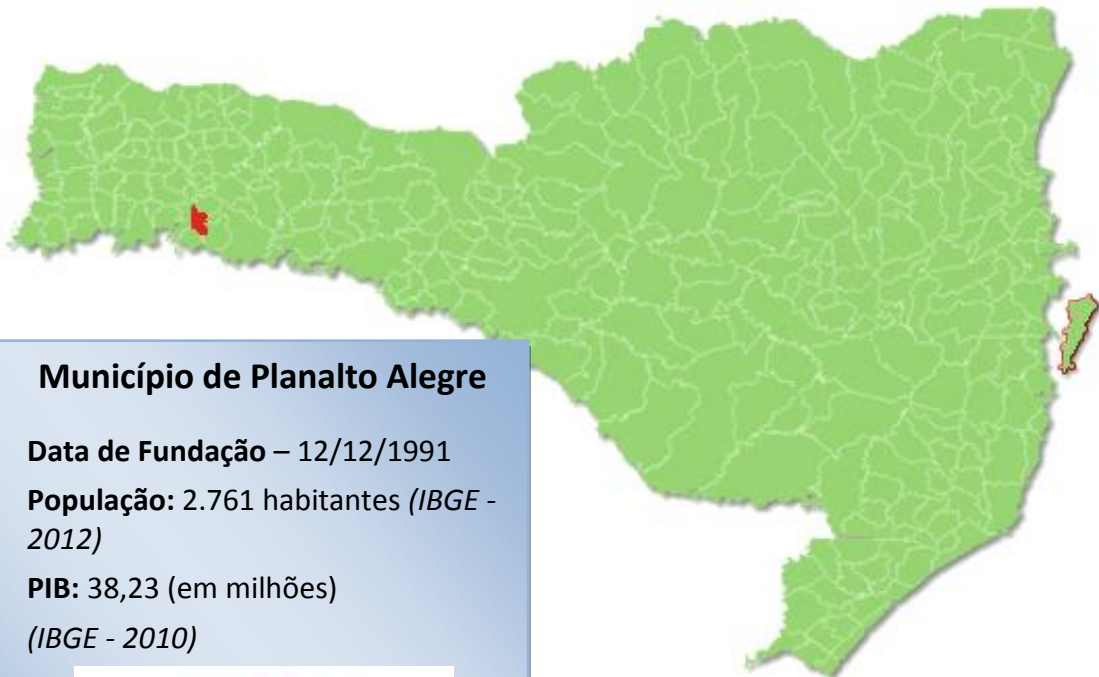 Município de Planalto Alegre
Data de Fundação – 12/12/1991
População: 2.761 habitantes (IBGE -
2012)
PIB: 38,23 (em milhões)
(IBGE - 2010)